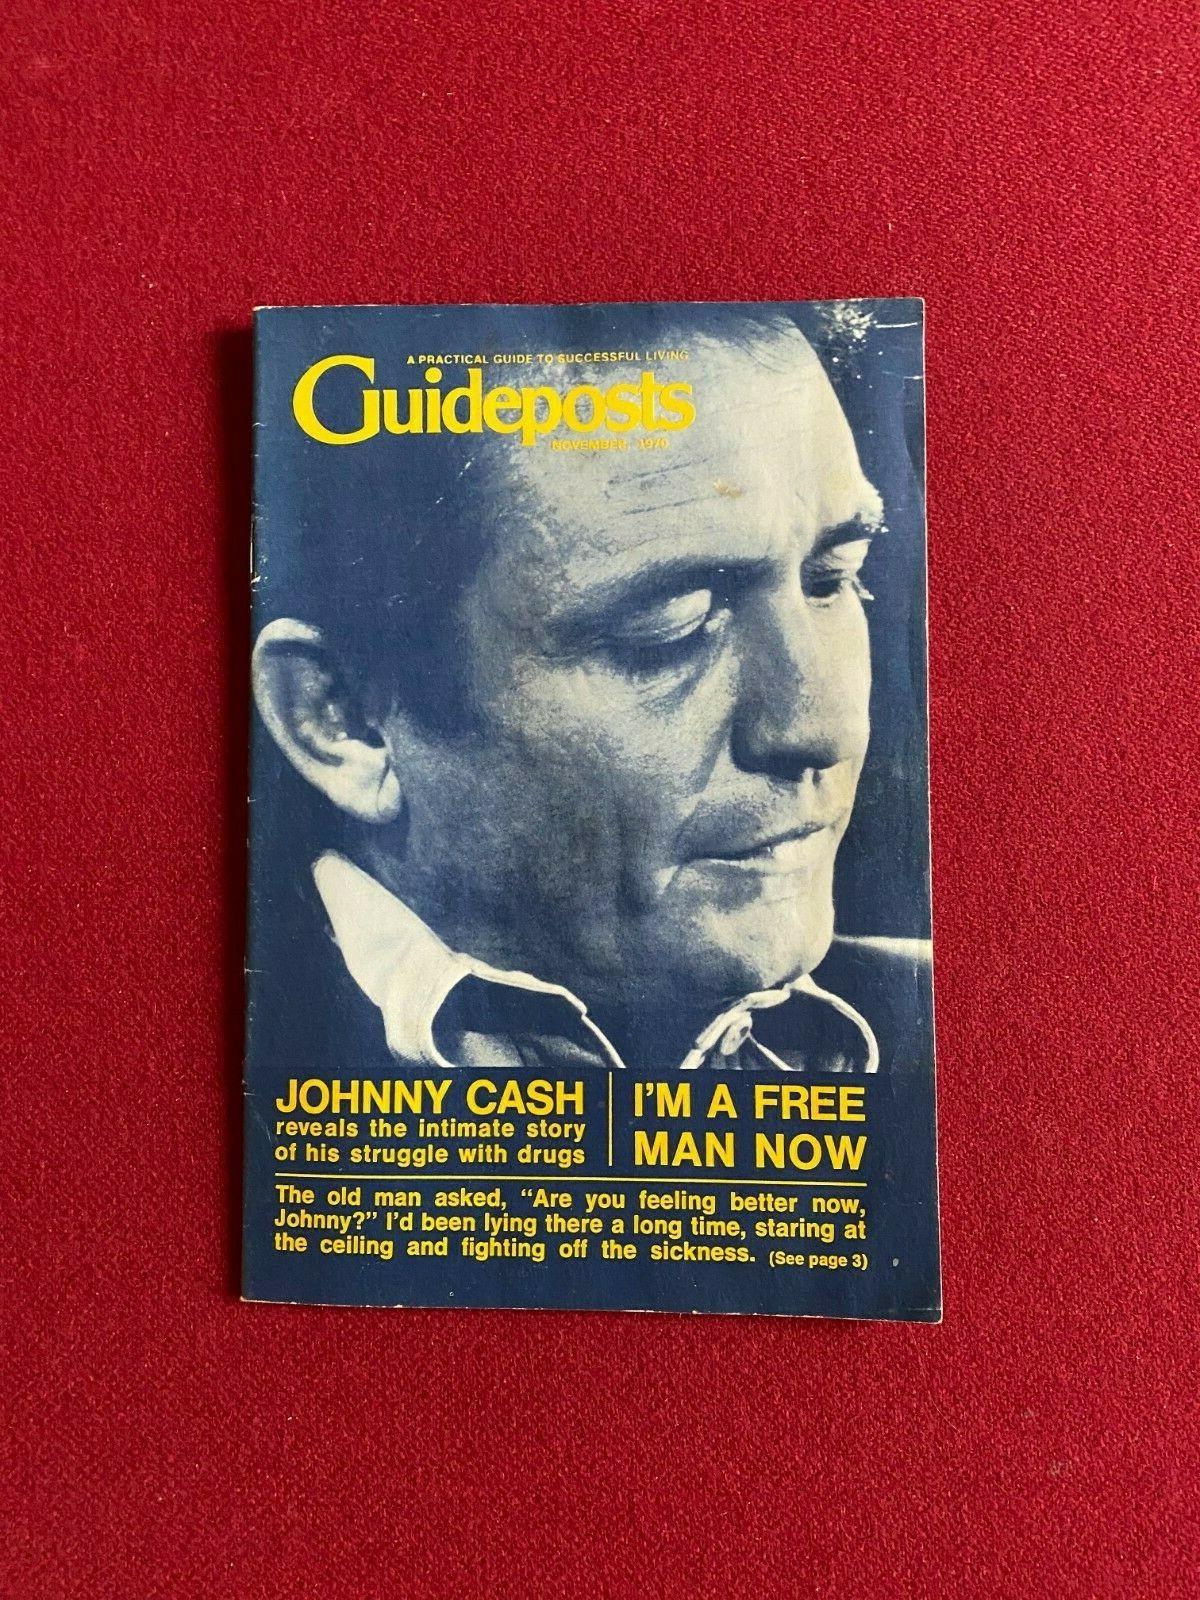 A PRACTICAL GUIDE TO SUCCESSFUL LIVING
Guideposts
NOVEMBER, 1970
JOHNNY CASH
reveals the intimate story
of his struggle with drugs
I'M A FREE
MAN NOW
The old man asked, “Are you feeling better now,
Johnny?” I'd been lying there a long time, staring at
the ceiling and fighting off the sickness. (See page 3)